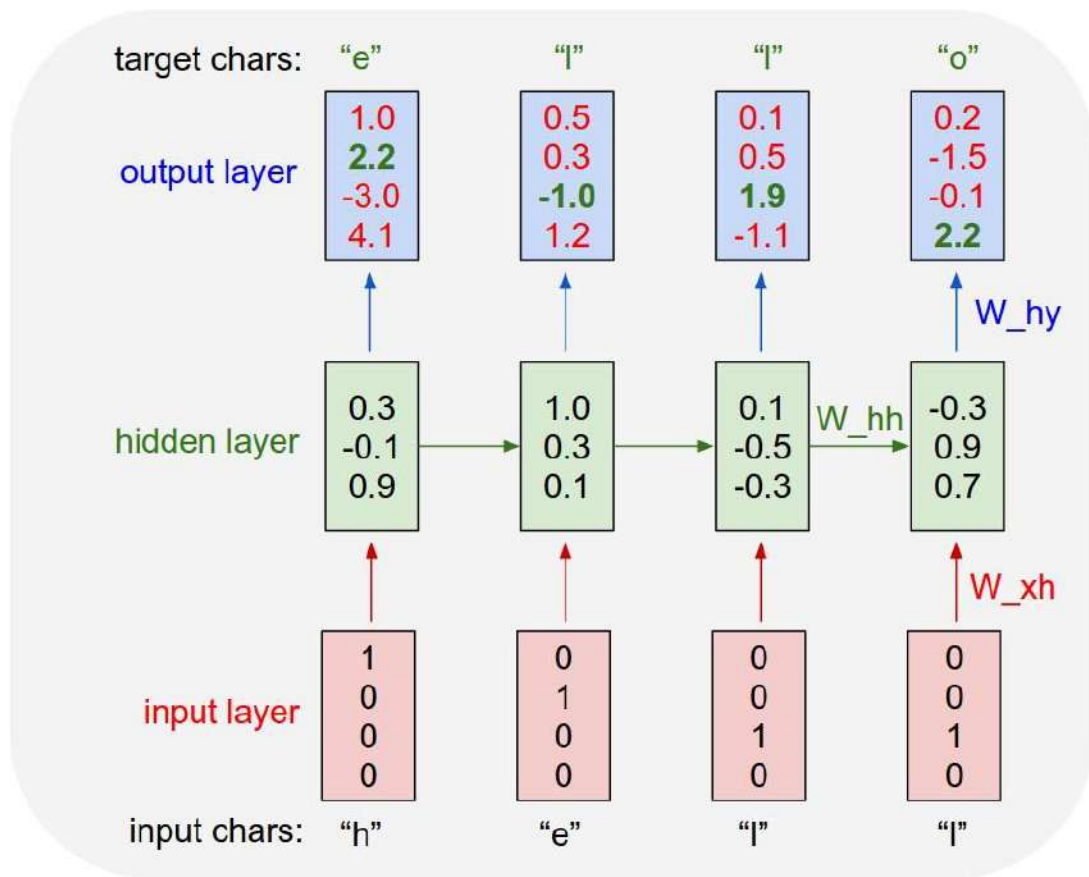 target chars: “e” “l” “l” “o”
output layer
1.0 0.5 0.1 0.2
2.2 0.3 0.5 -1.5
-3.0 -1.0 1.9 -0.1
4.1 1.2 -1.1 2.2
W_hy
hidden layer
0.3 1.0 0.1 -0.3
-0.1 0.3 -0.5 0.9
0.9 0.1 -0.3 0.7
W_hh
W_xh
input layer
1 0 0 0
0 1 0 0
0 0 1 1
0 0 0 0
input chars: “h” “e” “l” “l”